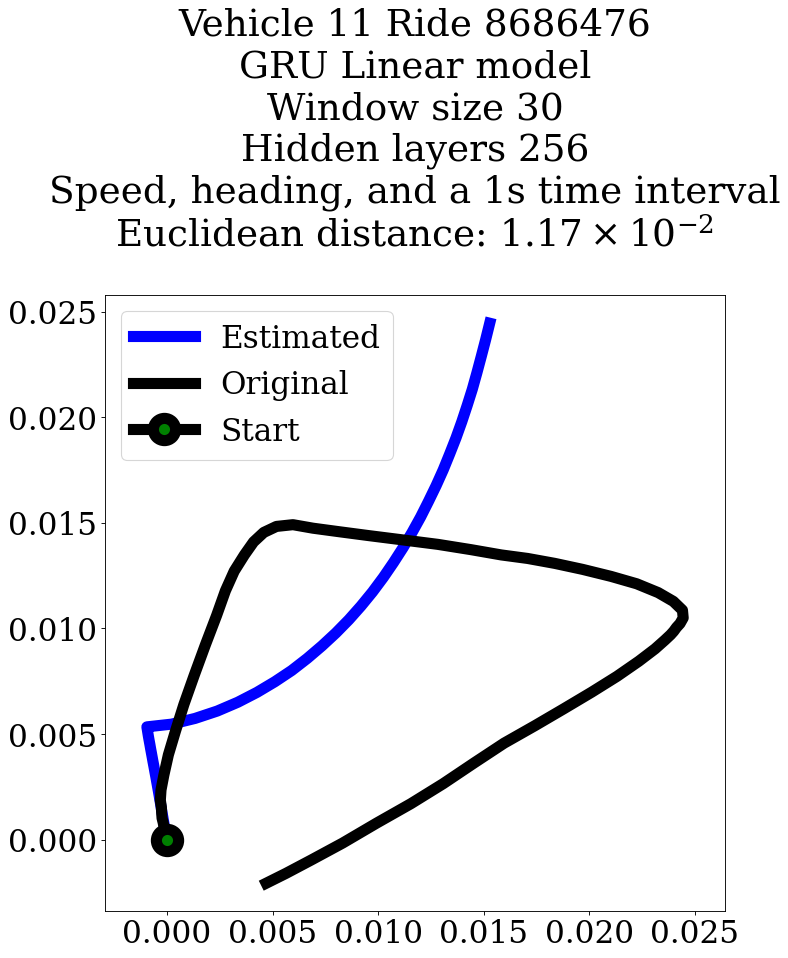 Vehicle 11 Ride 8686476
GRU Linear model
Window size 30
Hidden layers 256
Speed, heading, and a 1s time interval
Euclidean distance: 1.17 × 10⁻²
Estimated
Original
Start
0.025
0.020
0.015
0.010
0.005
0.000
0.000 0.005 0.010 0.015 0.020 0.025